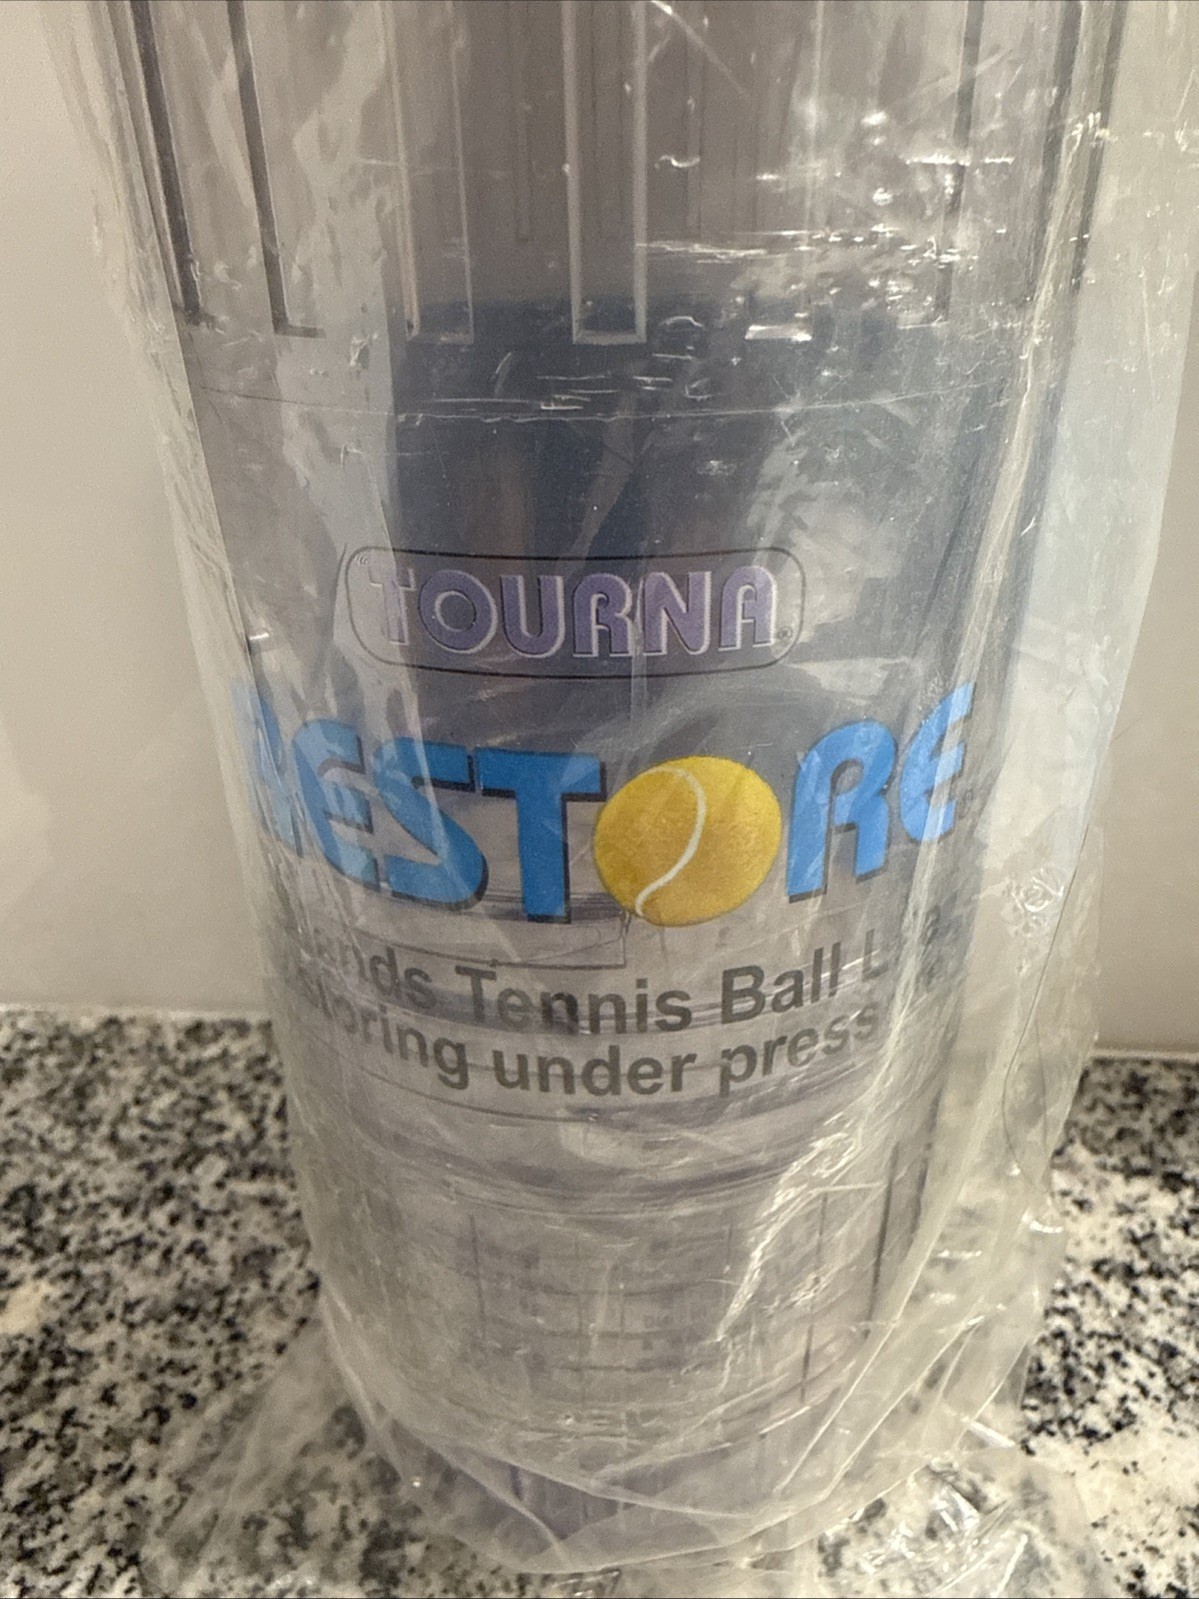 TOURNA®
RESTORE
Tennis Ball
under